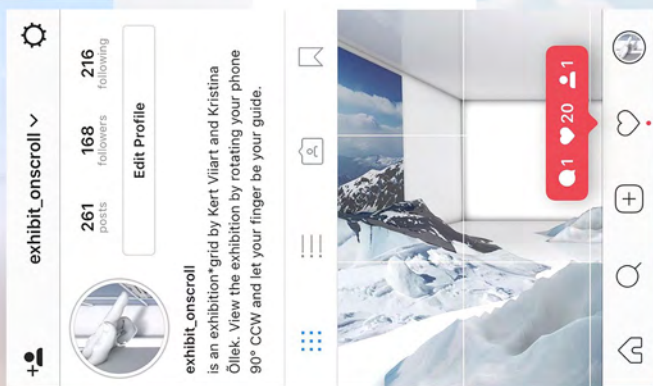 exhibit_onscroll
261
posts
168
followers
216
following
Edit Profile
exhibit_onscroll
is an exhibition*grid by Kert Viiart and Kristina
Öllek. View the exhibition by rotating your phone
90° CCW and let your finger be your guide.
1 20 1